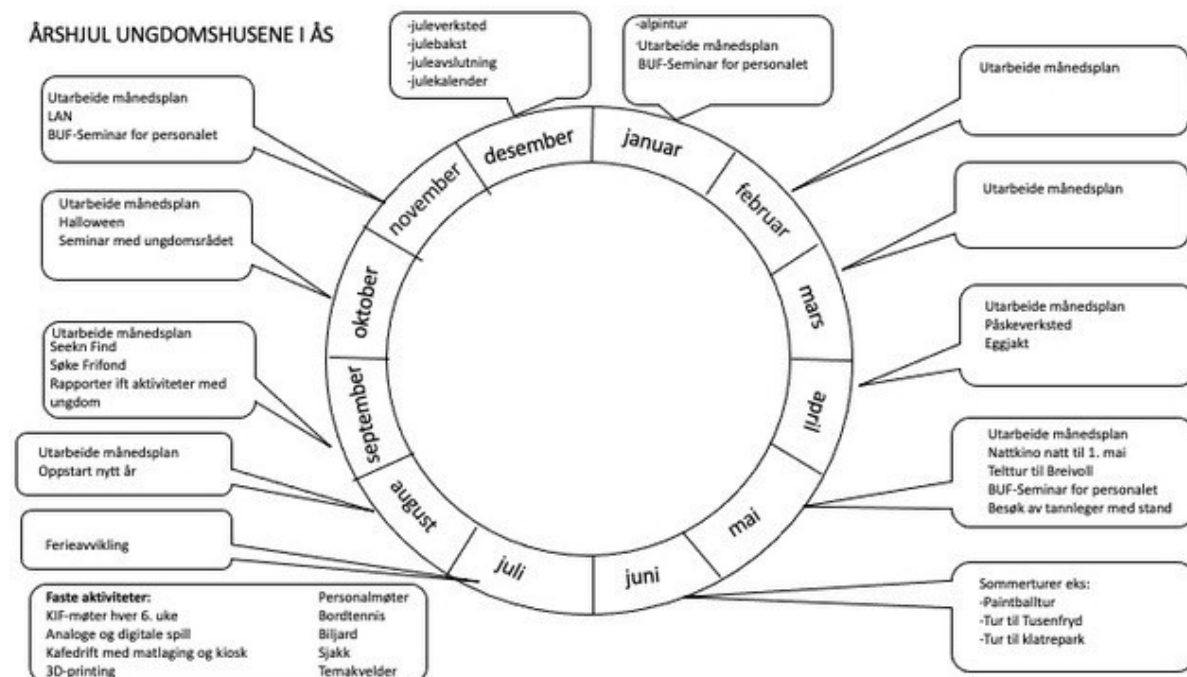 ÅRSHJUL UNGDOMSHUSENE I ÅS
-juleverksted
-julebakst
-juleavslutning
-julekalender
-alpintur
Utarbeide månedsplan
BUF-Seminar for personalet
Utarbeide månedsplan
Utarbeide månedsplan
LAN
BUF-Seminar for personalet
Utarbeide månedsplan
Utarbeide månedsplan
Halloween
Seminar med ungdomsrådet
Utarbeide månedsplan
Påskeverksted
Eggjakt
Utarbeide månedsplan
Seekn Find
Søke Frifond
Rapporter ift aktiviteter med
ungdom
Utarbeide månedsplan
Nattkino natt til 1. mai
Telttur til Breivoll
BUF-Seminar for personalet
Besøk av tannleger med stand
Utarbeide månedsplan
Oppstart nytt år
Ferieavvikling
Sommerturer eks:
-Paintballtur
-Tur til Tusenfryd
-Tur til klatrepark
januar
februar
mars
april
mai
juni
juli
august
september
oktober
november
desember
Faste aktiviteter:
KIF-møter hver 6. uke
Analoge og digitale spill
Kafedrift med matlaging og kiosk
3D-printing
Personalmøter
Bordtennis
Biljard
Sjakk
Temakvelder